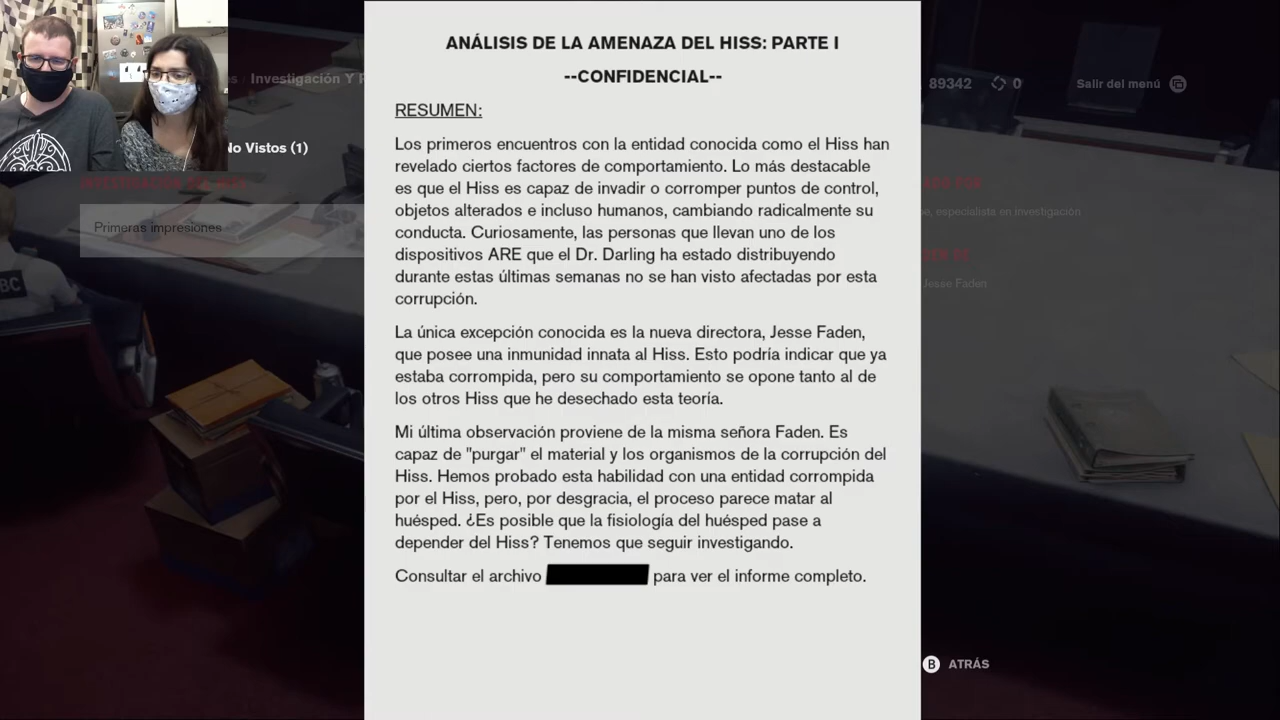 Investigación Y
89342
0
Salir del menú
No Vistos (1)
Primeras impresiones
BC
ANÁLISIS DE LA AMENAZA DEL HISS: PARTE I
--CONFIDENCIAL--
RESUMEN:
Los primeros encuentros con la entidad conocida como el Hiss han
revelado ciertos factores de comportamiento. Lo más destacable
es que el Hiss es capaz de invadir o corromper puntos de control,
objetos alterados e incluso humanos, cambiando radicalmente su
conducta. Curiosamente, las personas que llevan uno de los
dispositivos ARE que el Dr. Darling ha estado distribuyendo
durante estas últimas semanas no se han visto afectadas por esta
corrupción.
La única excepción conocida es la nueva directora, Jesse Faden,
que posee una inmunidad innata al Hiss. Esto podría indicar que ya
estaba corrompida, pero su comportamiento se opone tanto al de
los otros Hiss que he desechado esta teoría.
Mi última observación proviene de la misma señora Faden. Es
capaz de "purgar" el material y los organismos de la corrupción del
Hiss. Hemos probado esta habilidad con una entidad corrompida
por el Hiss, pero, por desgracia, el proceso parece matar al
huésped. ¿Es posible que la fisiología del huésped pase a
depender del Hiss? Tenemos que seguir investigando.
Consultar el archivo para ver el informe completo.
especialista en investigación
Jesse Faden
B ATRÁS